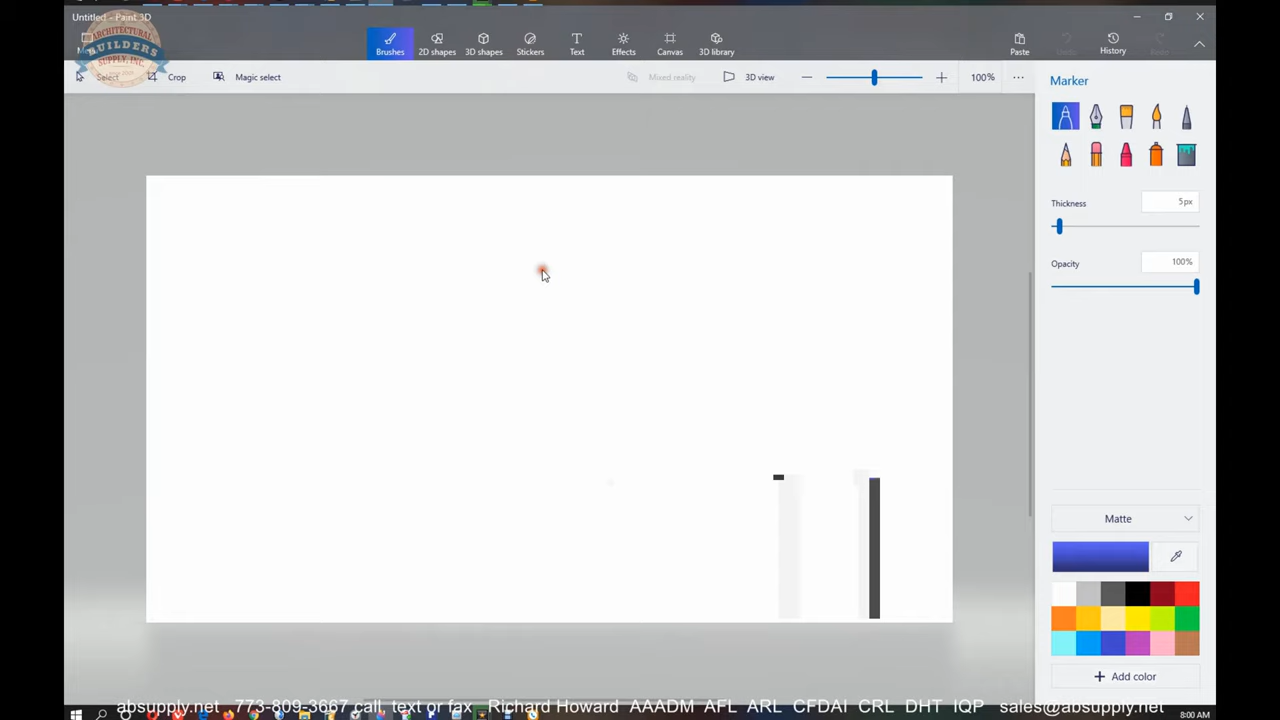 Untitled - Paint 3D
ARCHITECTURAL
BUILDERS
SUPPLY, INC.
Brushes
2D shapes
3D shapes
Stickers
Text
Effects
Canvas
3D library
Paste
Undo
History
Redo
Select
Crop
Magic select
Mixed reality
3D view
100%
Marker
Thickness
5px
Opacity
100%
Matte
Add color
absupply.net 773-809-3667 call, text or fax Richard Howard AAADM AFL ARL CFDAI CRL DHT IQP sales@absupply.net
8:00 AM